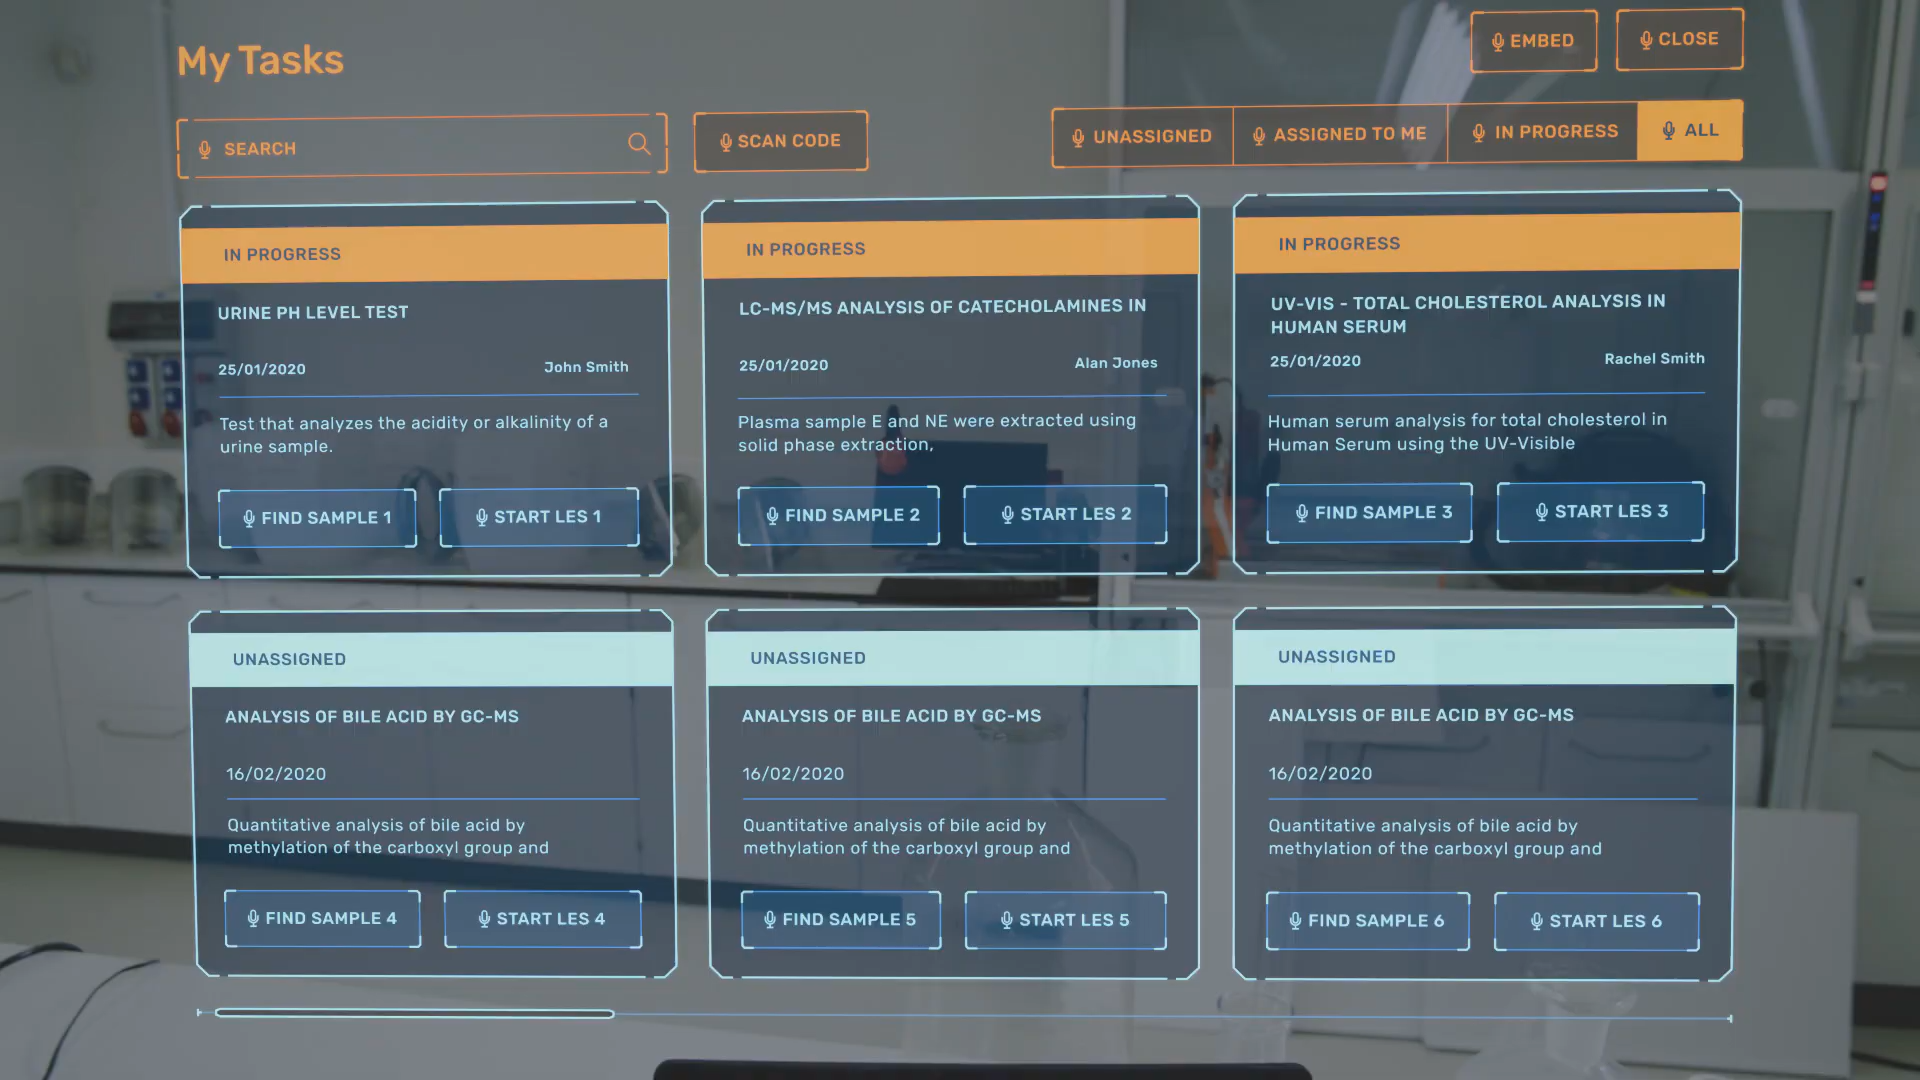 My Tasks
EMBED
CLOSE
SEARCH
SCAN CODE
UNASSIGNED
ASSIGNED TO ME
IN PROGRESS
ALL
IN PROGRESS
URINE PH LEVEL TEST
25/01/2020
John Smith
Test that analyzes the acidity or alkalinity of a
urine sample.
FIND SAMPLE 1
START LES 1
IN PROGRESS
LC-MS/MS ANALYSIS OF CATECHOLAMINES IN
25/01/2020
Alan Jones
Plasma sample E and NE were extracted using
solid phase extraction,
FIND SAMPLE 2
START LES 2
IN PROGRESS
UV-VIS - TOTAL CHOLESTEROL ANALYSIS IN
HUMAN SERUM
25/01/2020
Rachel Smith
Human serum analysis for total cholesterol in
Human Serum using the UV-Visible
FIND SAMPLE 3
START LES 3
UNASSIGNED
ANALYSIS OF BILE ACID BY GC-MS
16/02/2020
Quantitative analysis of bile acid by
methylation of the carboxyl group and
FIND SAMPLE 4
START LES 4
UNASSIGNED
ANALYSIS OF BILE ACID BY GC-MS
16/02/2020
Quantitative analysis of bile acid by
methylation of the carboxyl group and
FIND SAMPLE 5
START LES 5
UNASSIGNED
ANALYSIS OF BILE ACID BY GC-MS
16/02/2020
Quantitative analysis of bile acid by
methylation of the carboxyl group and
FIND SAMPLE 6
START LES 6